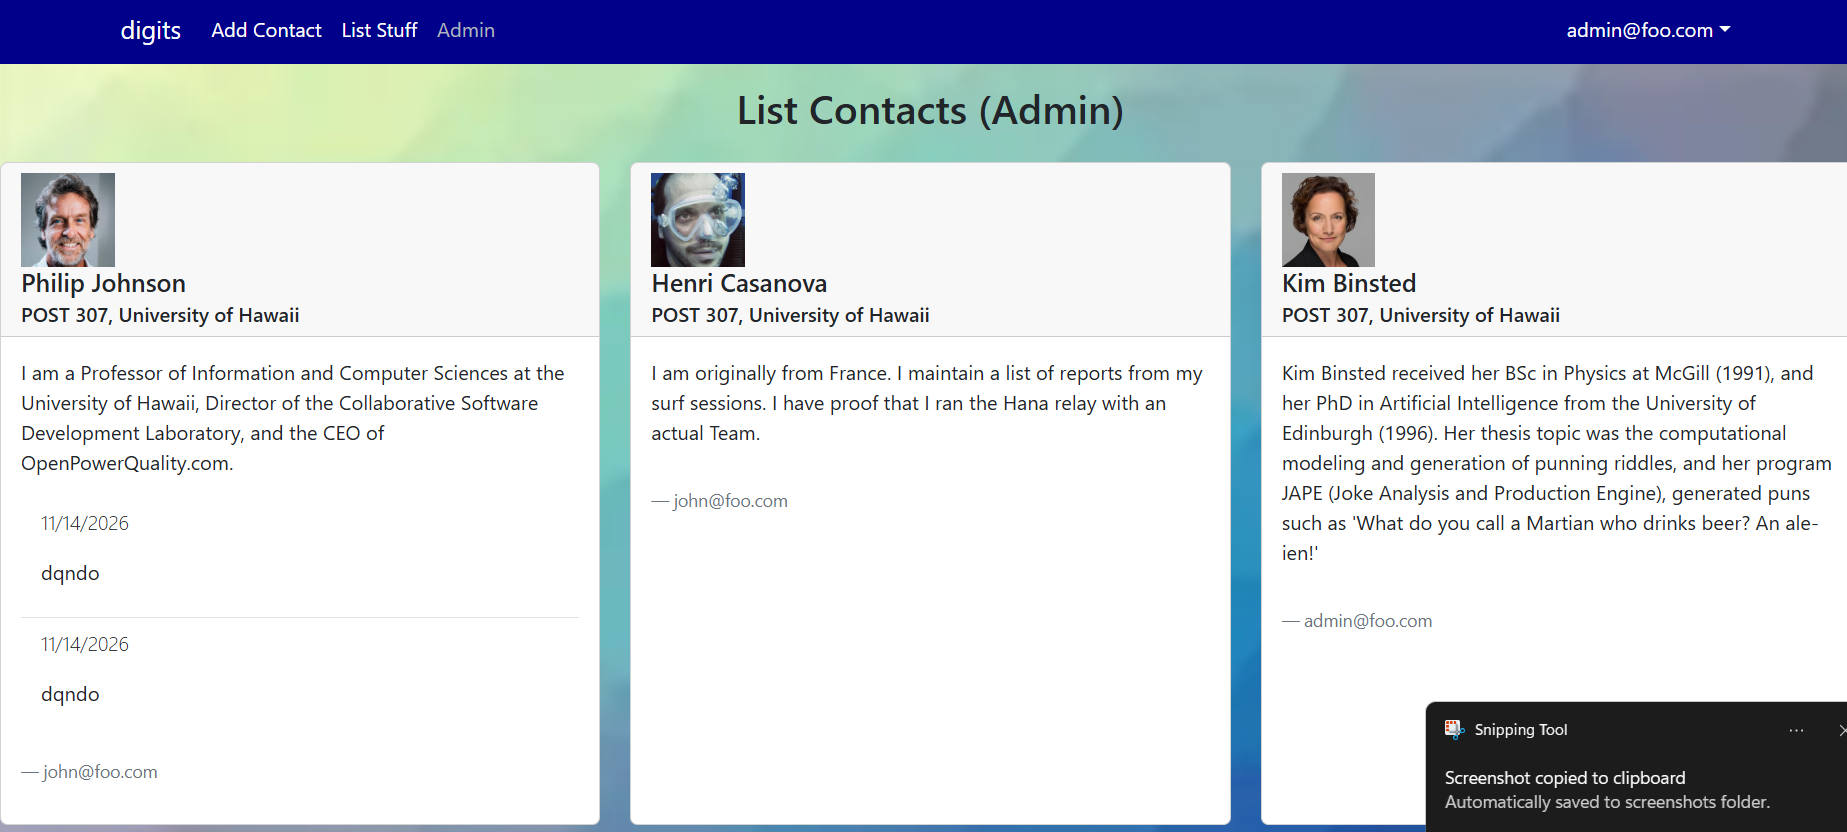 digits Add Contact List Stuff Admin admin@foo.com
List Contacts (Admin)
Philip Johnson
POST 307, University of Hawaii
I am a Professor of Information and Computer Sciences at the
University of Hawaii, Director of the Collaborative Software
Development Laboratory, and the CEO of
OpenPowerQuality.com.
11/14/2026
dqndo
11/14/2026
dqndo
— john@foo.com
Henri Casanova
POST 307, University of Hawaii
I am originally from France. I maintain a list of reports from my
surf sessions. I have proof that I ran the Hana relay with an
actual Team.
— john@foo.com
Kim Binsted
POST 307, University of Hawaii
Kim Binsted received her BSc in Physics at McGill (1991), and
her PhD in Artificial Intelligence from the University of
Edinburgh (1996). Her thesis topic was the computational
modeling and generation of punning riddles, and her program
JAPE (Joke Analysis and Production Engine), generated puns
such as 'What do you call a Martian who drinks beer? An ale-
ien!'
— admin@foo.com
Snipping Tool
Screenshot copied to clipboard
Automatically saved to screenshots folder.